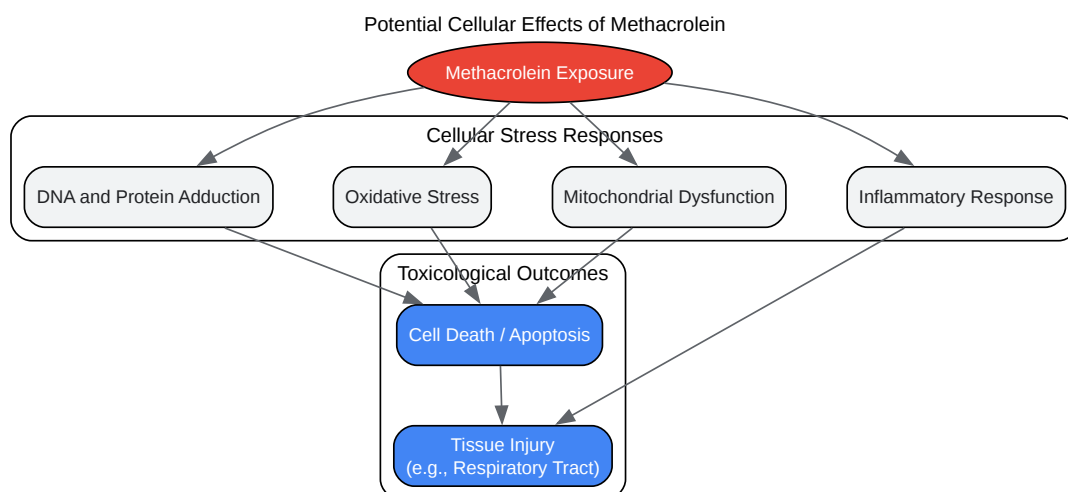 Potential Cellular Effects of Methacrolein
Methacrolein Exposure
Cellular Stress Responses
DNA and Protein Adduction
Oxidative Stress
Mitochondrial Dysfunction
Inflammatory Response
Toxicological Outcomes
Cell Death / Apoptosis
Tissue Injury
(e.g., Respiratory Tract)